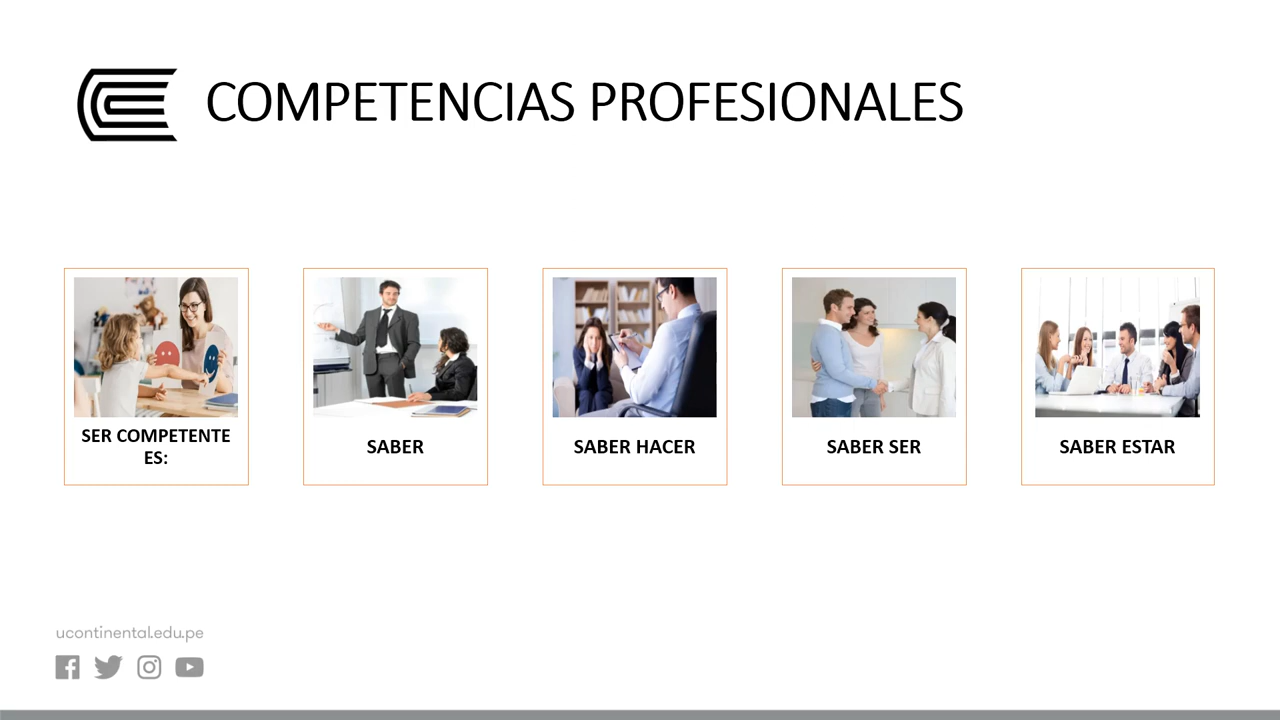 COMPETENCIAS PROFESIONALES
SER COMPETENTE
ES:
SABER
SABER HACER
SABER SER
SABER ESTAR
ucontinental.edu.pe